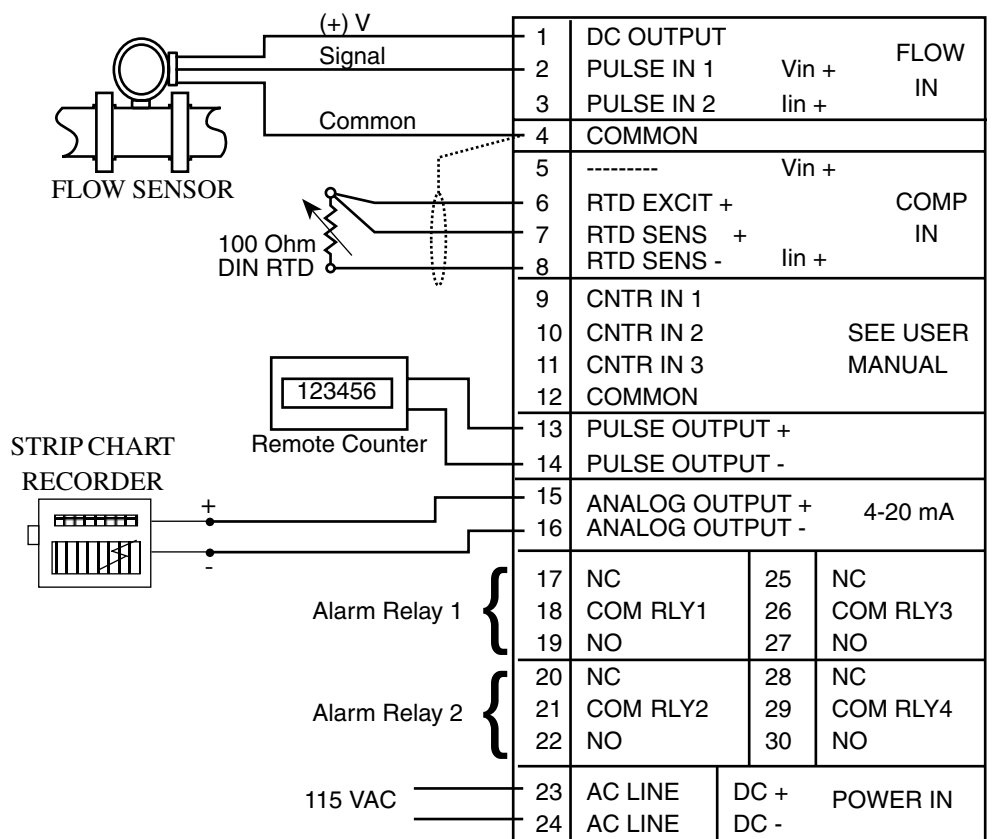 (+) V
Signal
Common
FLOW SENSOR
100 Ohm
DIN RTD
123456
Remote Counter
STRIP CHART
RECORDER
+
-
Alarm Relay 1
Alarm Relay 2
115 VAC
1 DC OUTPUT
2 PULSE IN 1 Vin +
3 PULSE IN 2 Iin +
FLOW
IN
4 COMMON
5 --------- Vin +
6 RTD EXCIT +
7 RTD SENS +
8 RTD SENS - Iin +
COMP
IN
9 CNTR IN 1
10 CNTR IN 2
11 CNTR IN 3
12 COMMON
SEE USER
MANUAL
13 PULSE OUTPUT +
14 PULSE OUTPUT -
15 ANALOG OUTPUT +
16 ANALOG OUTPUT -
4-20 mA
17 NC 25 NC
18 COM RLY1 26 COM RLY3
19 NO 27 NO
20 NC 28 NC
21 COM RLY2 29 COM RLY4
22 NO 30 NO
23 AC LINE DC +
24 AC LINE DC -
POWER IN